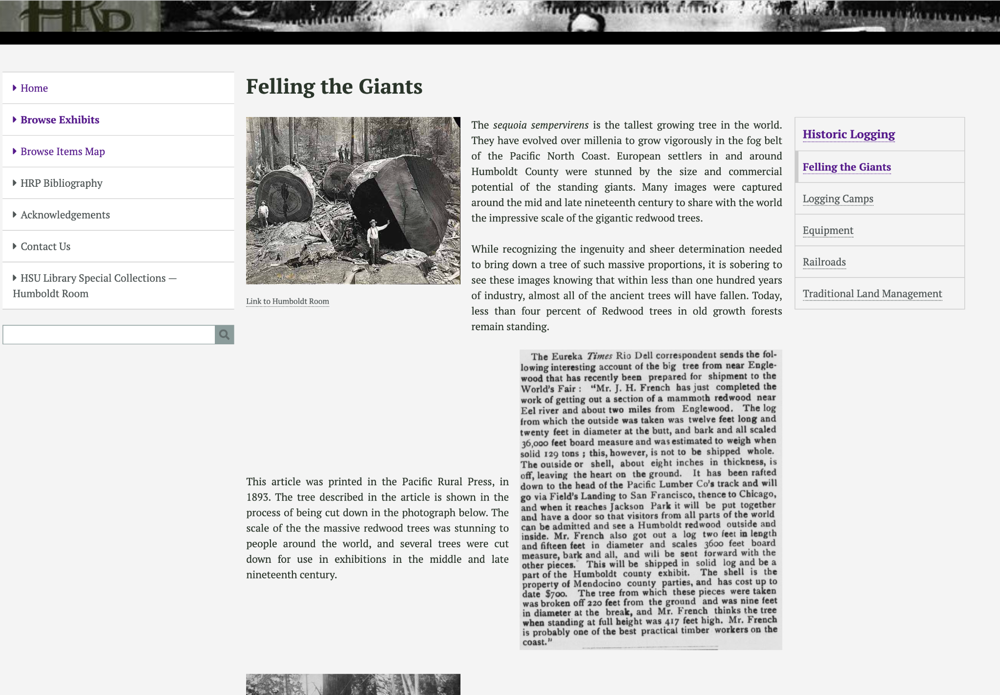 HRD
Home
Browse Exhibits
Browse Items Map
HRP Bibliography
Acknowledgements
Contact Us
HSU Library Special Collections —
Humboldt Room
Felling the Giants
Link to Humboldt Room
The sequoia sempervirens is the tallest growing tree in the world.
They have evolved over millenia to grow vigorously in the fog belt
of the Pacific North Coast. European settlers in and around
Humboldt County were stunned by the size and commercial
potential of the standing giants. Many images were captured
around the mid and late nineteenth century to share with the world
the impressive scale of the gigantic redwood trees.
While recognizing the ingenuity and sheer determination needed
to bring down a tree of such massive proportions, it is sobering to
see these images knowing that within less than one hundred years
of industry, almost all of the ancient trees will have fallen. Today,
less than four percent of Redwood trees in old growth forests
remain standing.
Historic Logging
Felling the Giants
Logging Camps
Equipment
Railroads
Traditional Land Management
This article was printed in the Pacific Rural Press, in
1893. The tree described in the article is shown in the
process of being cut down in the photograph below. The
scale of the the massive redwood trees was stunning to
people around the world, and several trees were cut
down for use in exhibitions in the middle and late
nineteenth century.
The Eureka Times Rio Dell correspondent sends the fol-
lowing interesting account of the big tree from near Engle-
wood that has recently been prepared for shipment to the
World's Fair : “Mr. J. H. French has just completed the
work of getting out a section of a mammoth redwood near
Eel river and about two miles from Englewood. The log
from which the outside was taken was twelve feet long and
twenty feet in diameter at the butt, and bark and all scaled
36,000 feet board measure and was estimated to weigh when
solid 129 tons ; this, however, is not to be shipped whole.
The outside or shell, about eight inches in thickness, is
off, leaving the heart on the ground. It has been rafted
down to the head of the Pacific Lumber Co's track and will
go via Field's Landing to San Francisco, thence to Chicago,
and when it reaches Jackson Park it will be put together
and have a door so that visitors from all parts of the world
can be admitted and see a Humboldt redwood outside and
inside. Mr. French also got out a log two feet in length
and fifteen feet in diameter and scales 3600 feet board
measure, bark and all, and will be sent forward with the
other pieces. This will be shipped in solid log and be a
part of the Humboldt county exhibit. The shell is the
property of Mendocino county parties, and has cost up to
date $700. The tree from which these pieces were taken
was broken off 220 feet from the ground and was nine feet
in diameter at the break, and Mr. French thinks the tree
when standing at full height was 417 feet high. Mr. French
is probably one of the best practical timber workers on the
coast.”